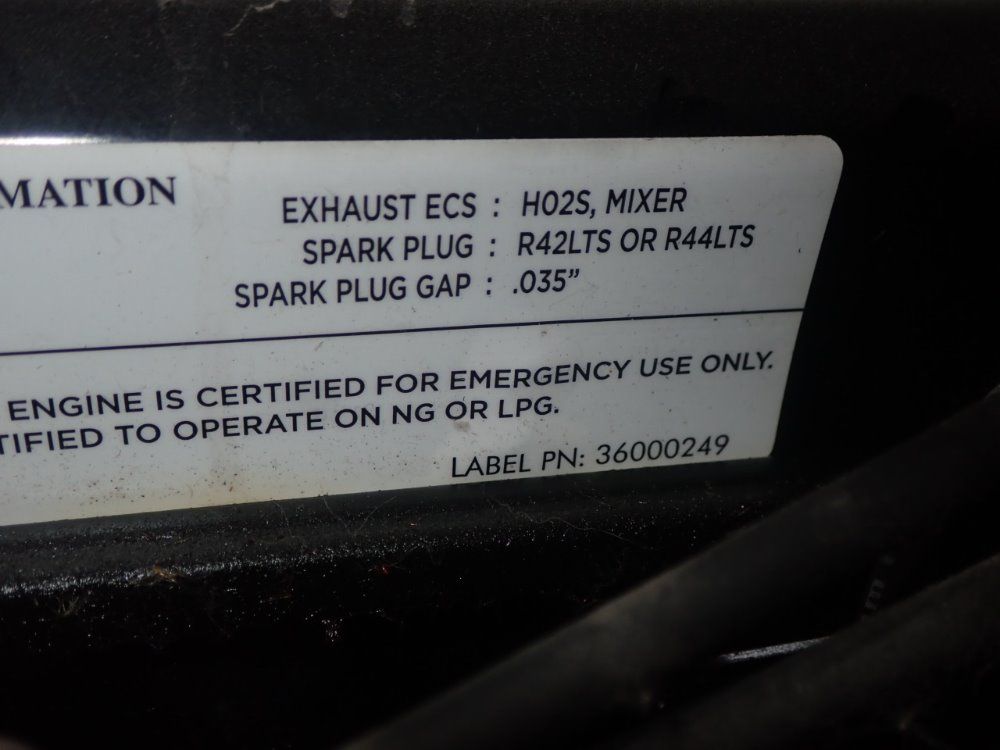 MATION
EXHAUST ECS : HO2S, MIXER
SPARK PLUG : R42LTS OR R44LTS
SPARK PLUG GAP : .035”
ENGINE IS CERTIFIED FOR EMERGENCY USE ONLY.
TIFIED TO OPERATE ON NG OR LPG.
LABEL PN: 36000249